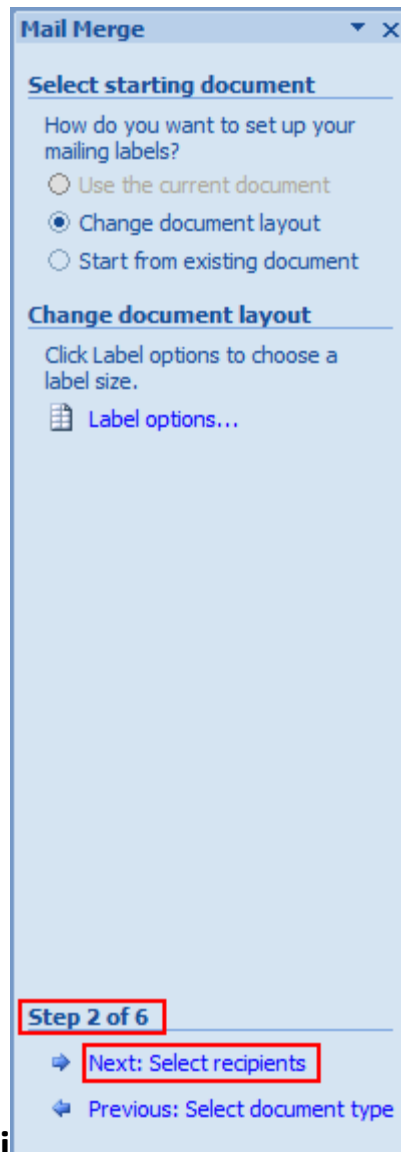 Mail Merge
Select starting document
How do you want to set up your
mailing labels?
Use the current document
Change document layout
Start from existing document
Change document layout
Click Label options to choose a
label size.
Label options...
Step 2 of 6
Next: Select recipients
Previous: Select document type
i